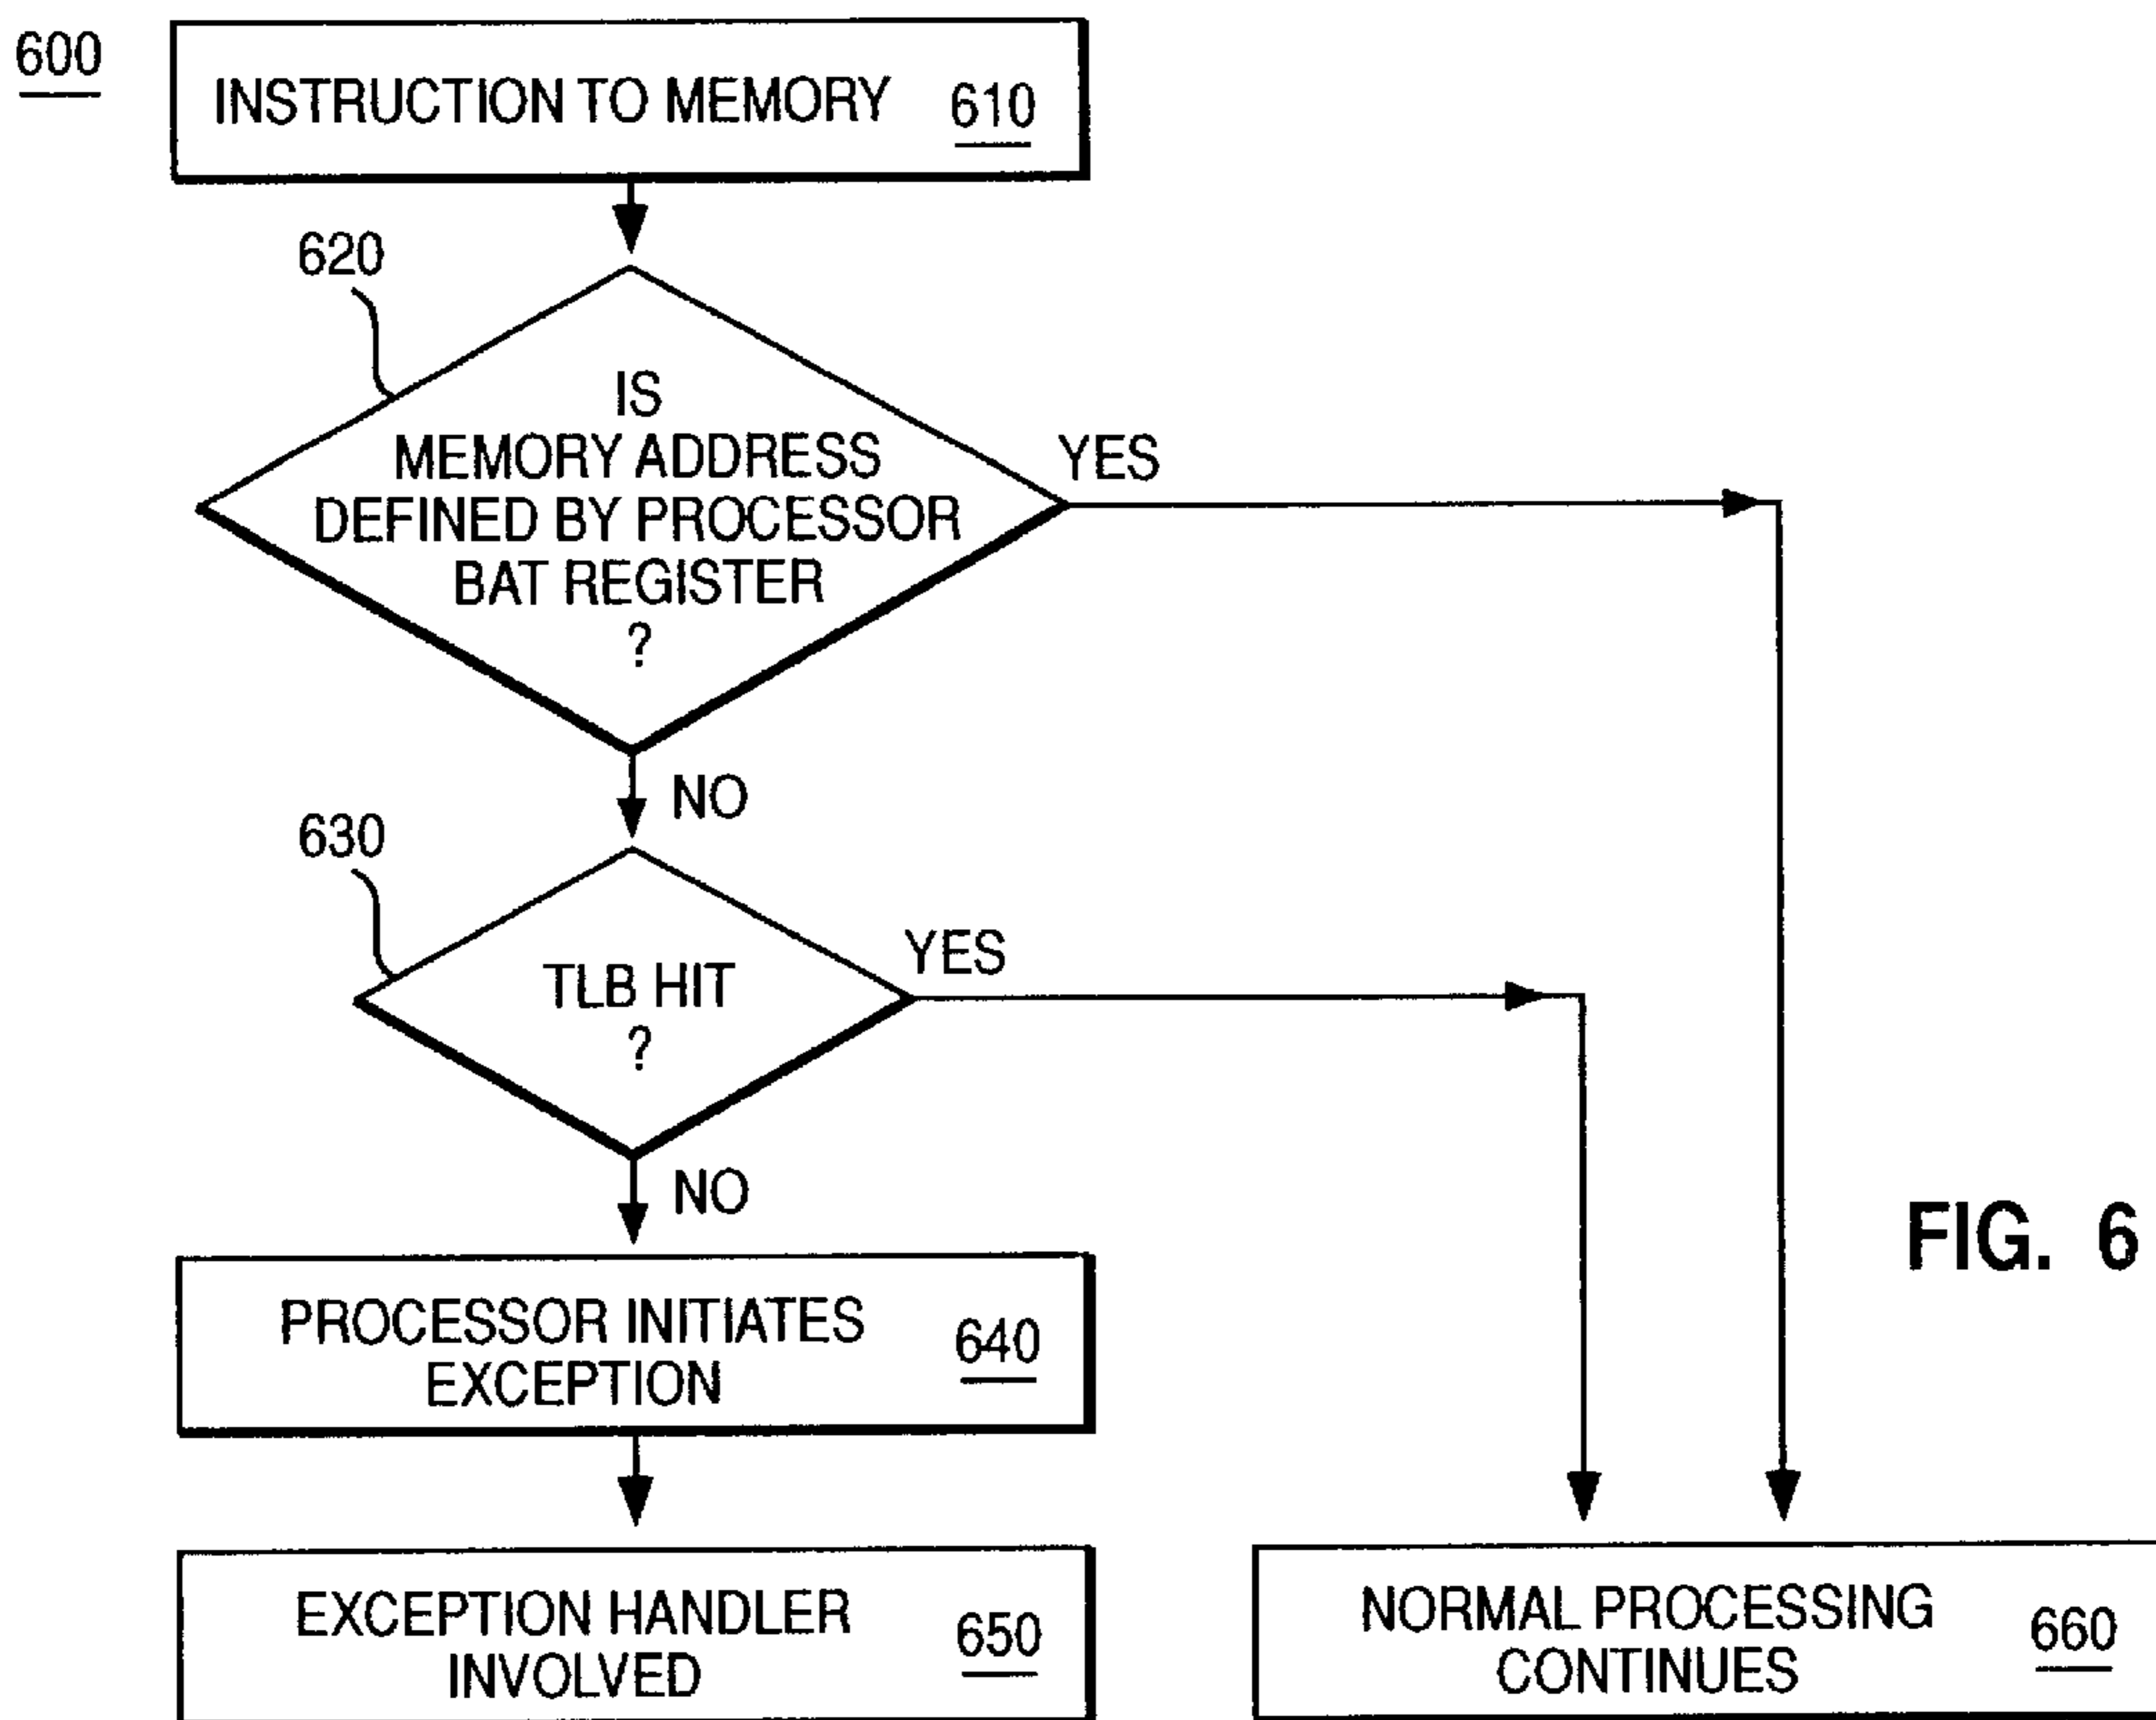 600
INSTRUCTION TO MEMORY 610
620
IS
MEMORY ADDRESS
DEFINED BY PROCESSOR
BAT REGISTER
?
YES
NO
630
TLB HIT
?
YES
NO
PROCESSOR INITIATES
EXCEPTION
640
EXCEPTION HANDLER
INVOLVED
650
NORMAL PROCESSING
CONTINUES
660
FIG. 6